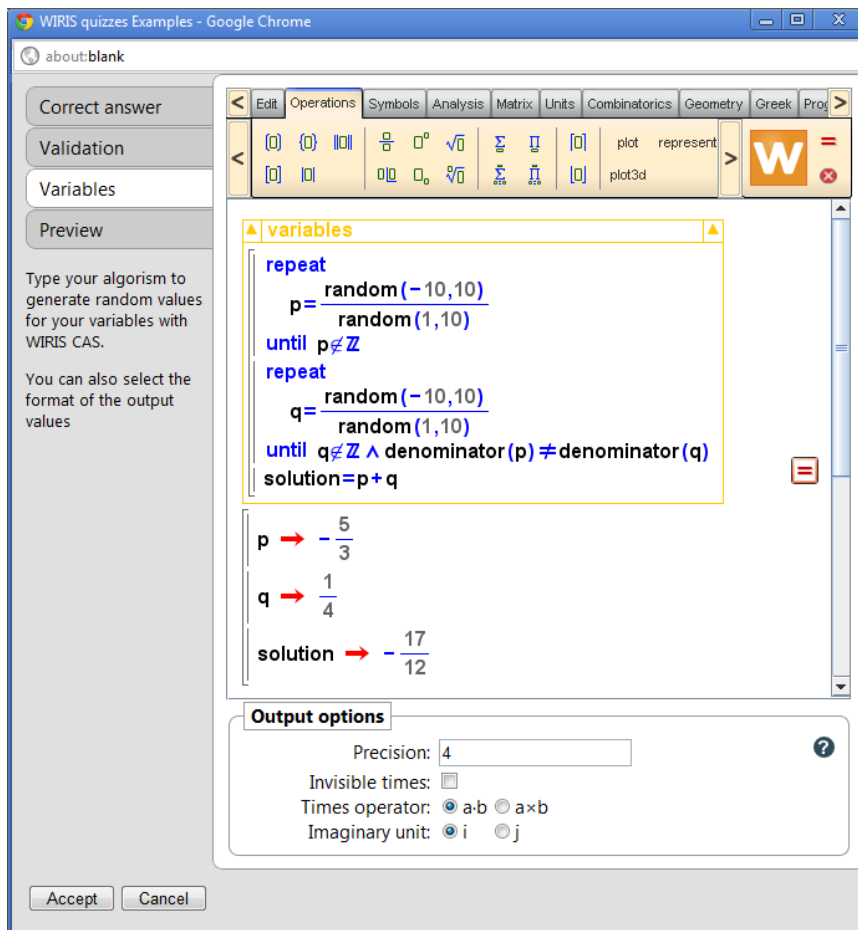 WIRIS quizzes Examples - Google Chrome
about:blank
Correct answer
Validation
Variables
Preview
Type your algorism to
generate random values
for your variables with
WIRIS CAS.
You can also select the
format of the output
values
< Edit Operations Symbols Analysis Matrix Units Combinatorics Geometry Greek Prog >
plot represent
plot3d
W =
variables
repeat
p=random(-10,10)/random(1,10)
until p∉ℤ
repeat
q=random(-10,10)/random(1,10)
until q∉ℤ ∧ denominator(p)≠denominator(q)
solution=p+q
=
p → -5/3
q → 1/4
solution → -17/12
Output options
Precision: 4
?
Invisible times:
Times operator: a·b a×b
Imaginary unit: i j
Accept Cancel